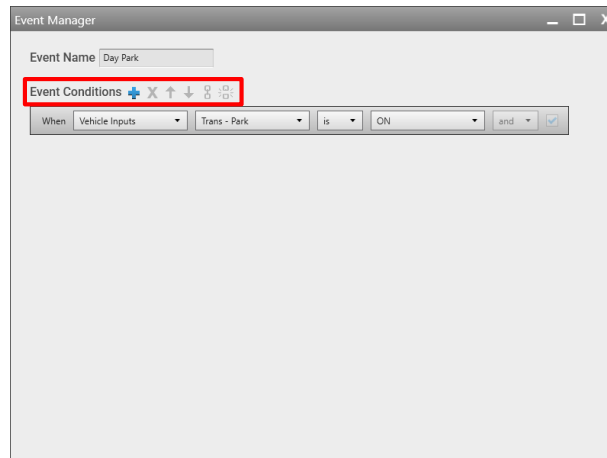 Event Manager
Event Name Day Park
Event Conditions
When Vehicle Inputs Trans - Park is ON and